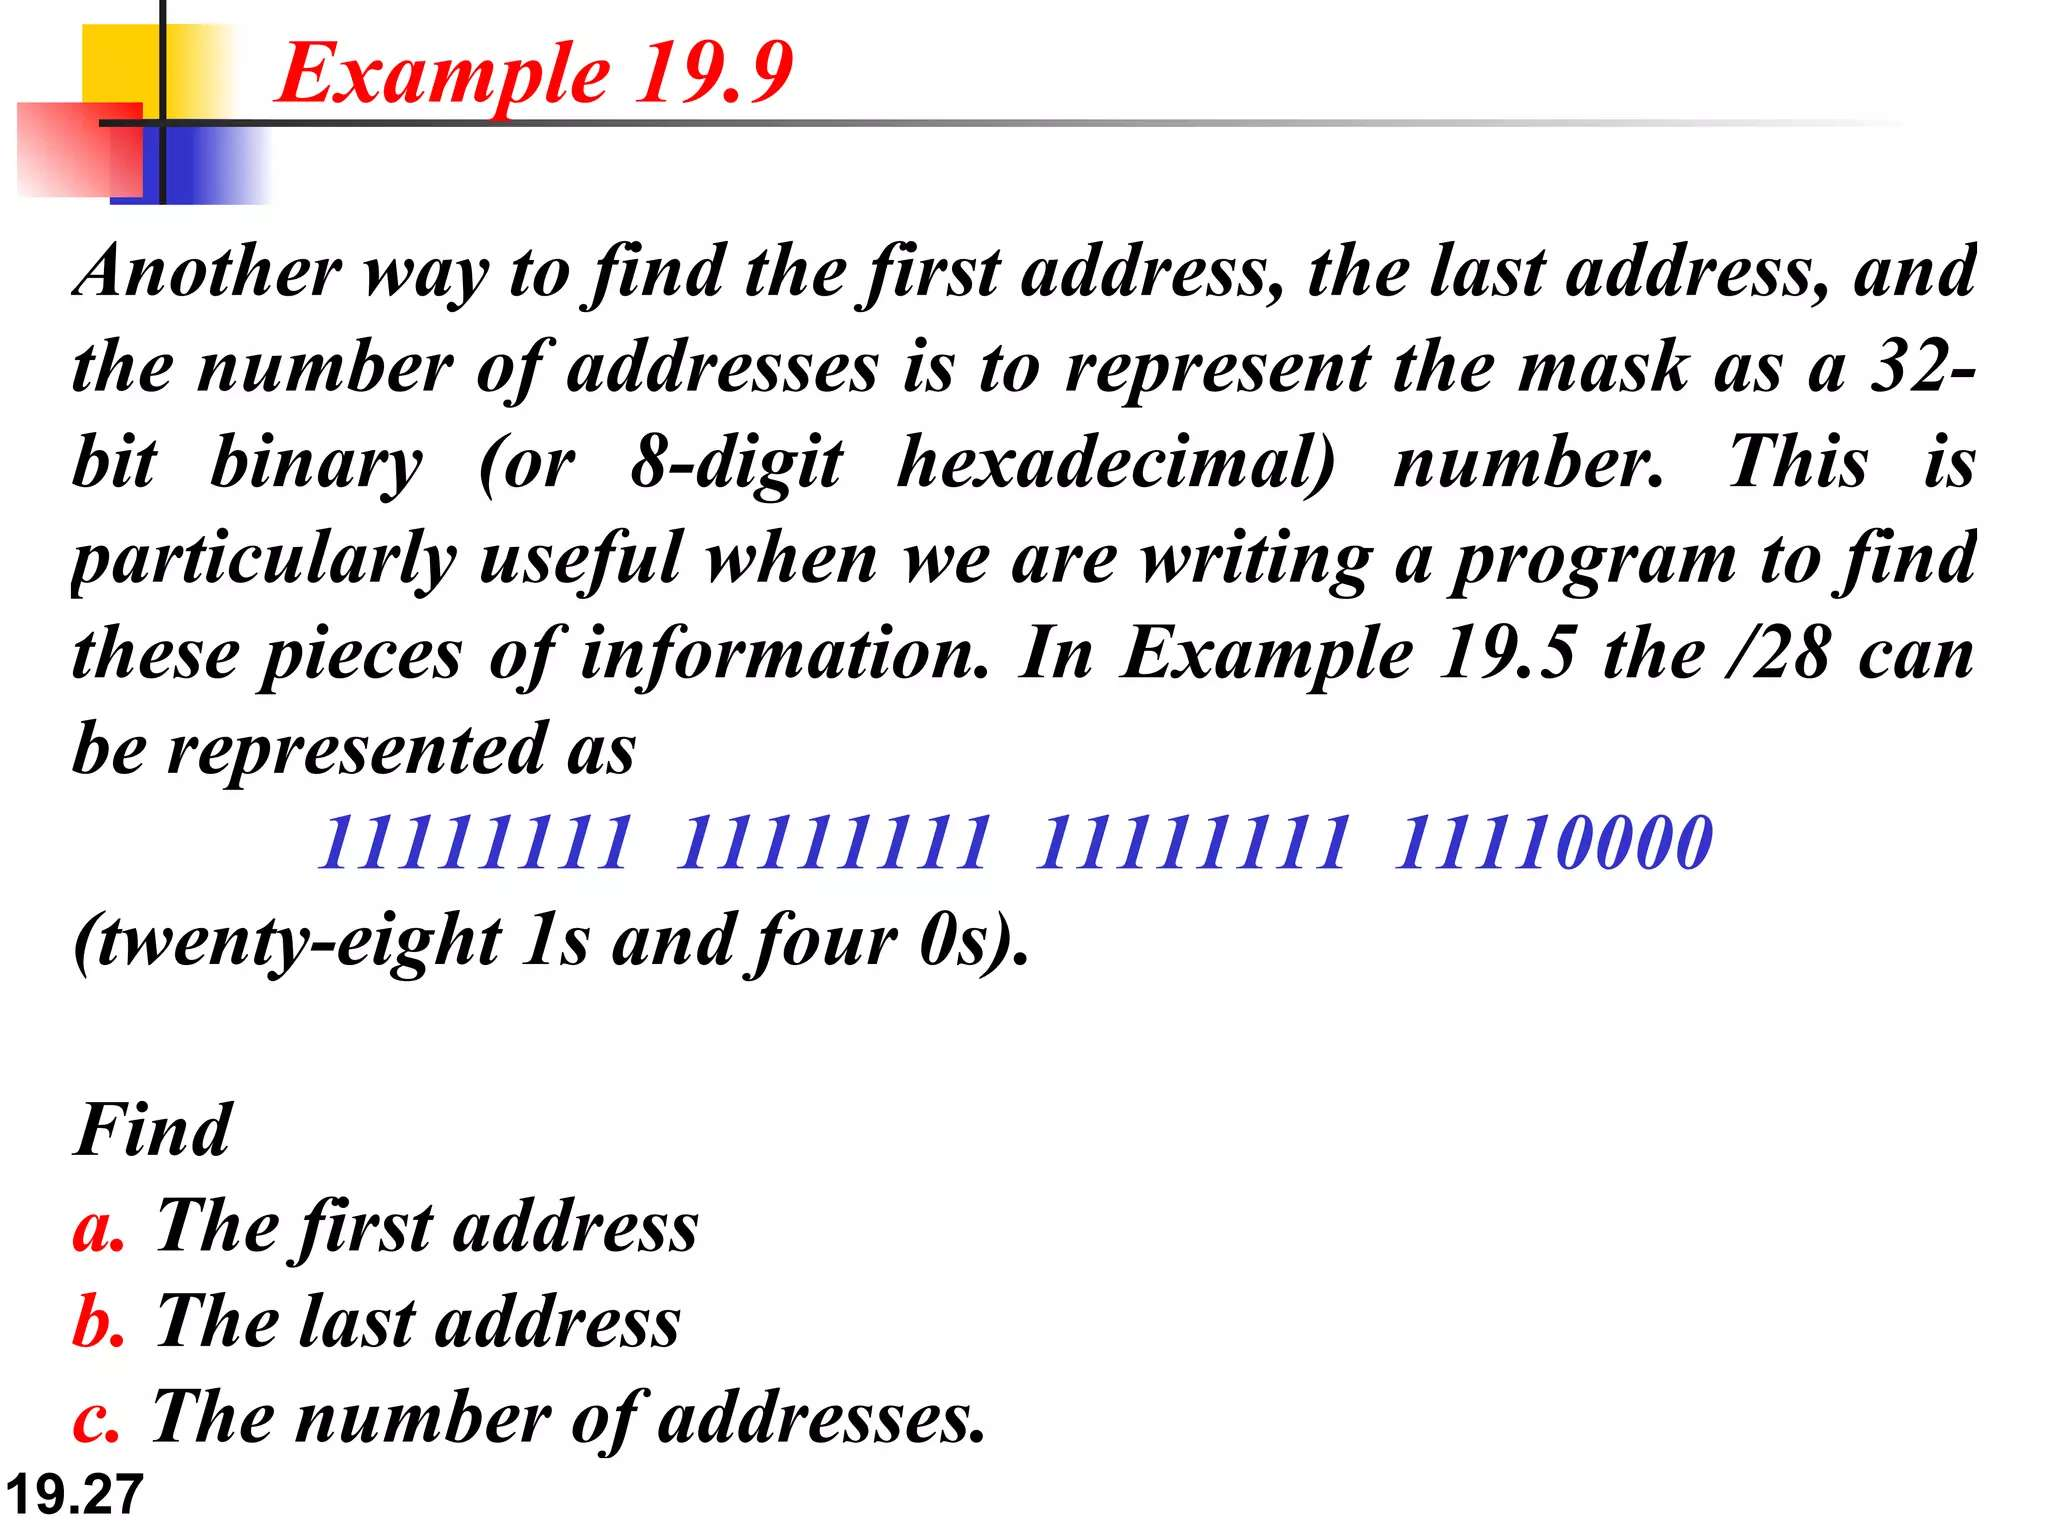 Example 19.9
Another way to find the first address, the last address, and
the number of addresses is to represent the mask as a 32-
bit binary (or 8-digit hexadecimal) number. This is
particularly useful when we are writing a program to find
these pieces of information. In Example 19.5 the /28 can
be represented as
11111111 11111111 11111111 11110000
(twenty-eight 1s and four 0s).
Find
a. The first address
b. The last address
c. The number of addresses.
19.27